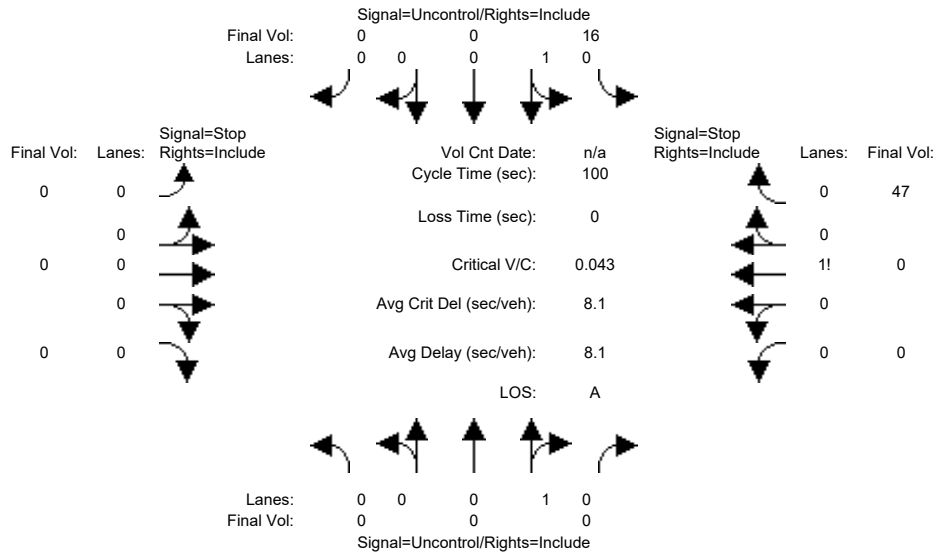 Signal=Uncontrol/Rights=Include
Final Vol: 0 0 16
Lanes: 0 0 0 1 0
Signal=Stop
Final Vol: Lanes: Rights=Include Vol Cnt Date: n/a Signal=Stop Rights=Include Lanes: Final Vol:
Cycle Time (sec): 100
0 0 0 47
Loss Time (sec): 0
0 0
0 0 Critical V/C: 0.043 1! 0
0 Avg Crit Del (sec/veh): 8.1 0
0 0 Avg Delay (sec/veh): 8.1 0 0
LOS: A
Lanes: 0 0 0 1 0
Final Vol: 0 0 0
Signal=Uncontrol/Rights=Include